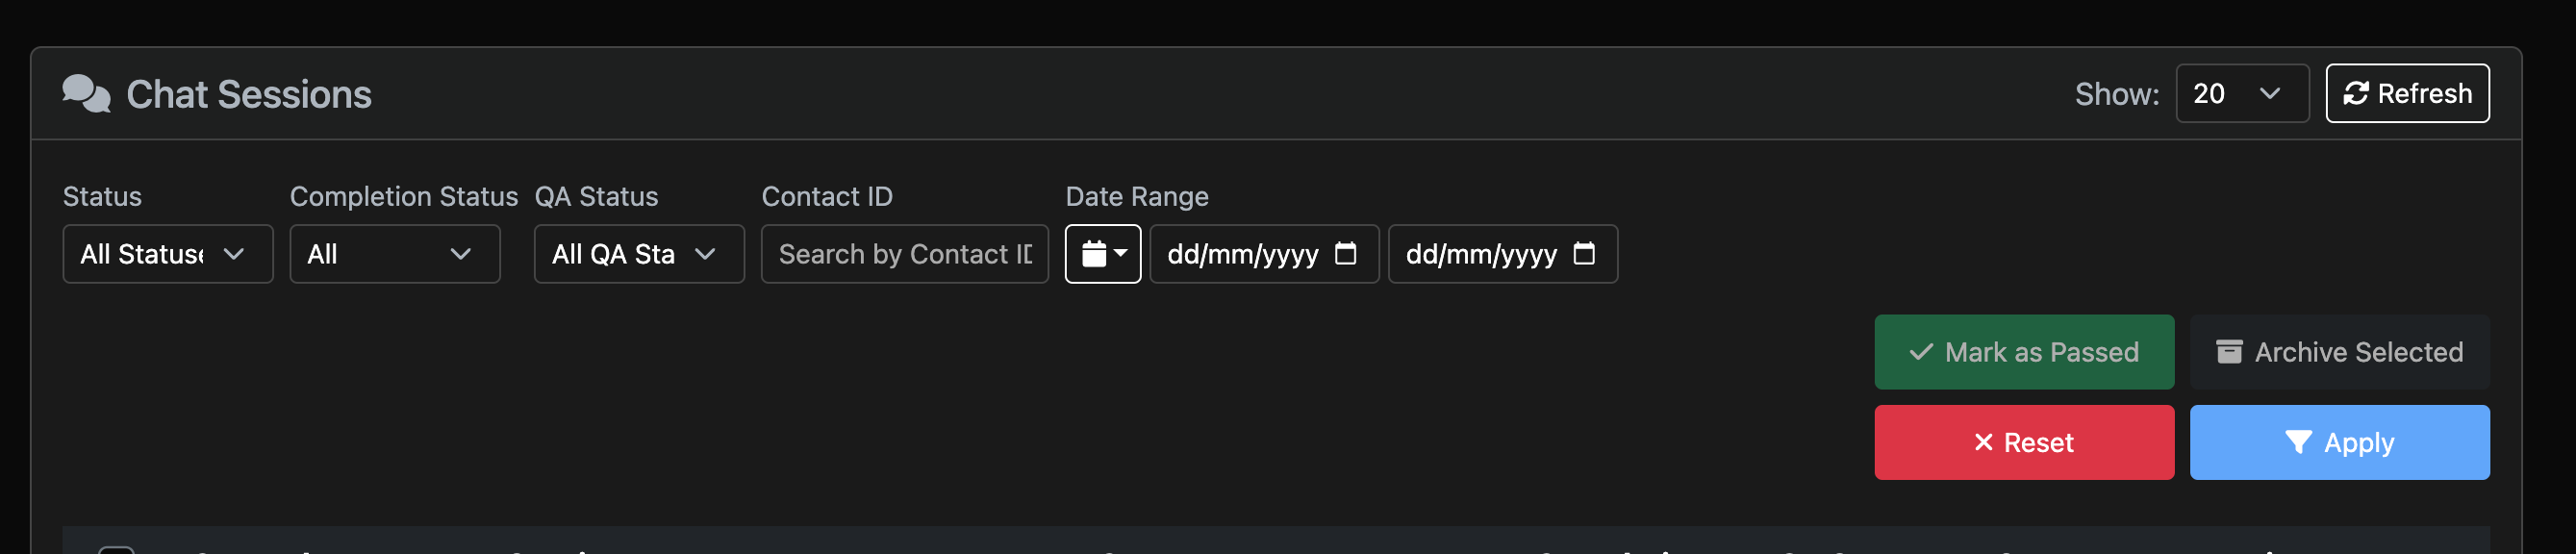 Chat Sessions
Show: 20 Refresh
Status Completion Status QA Status Contact ID Date Range
All Statuse All All QA Sta Search by Contact ID dd/mm/yyyy dd/mm/yyyy
Mark as Passed Archive Selected
Reset Apply